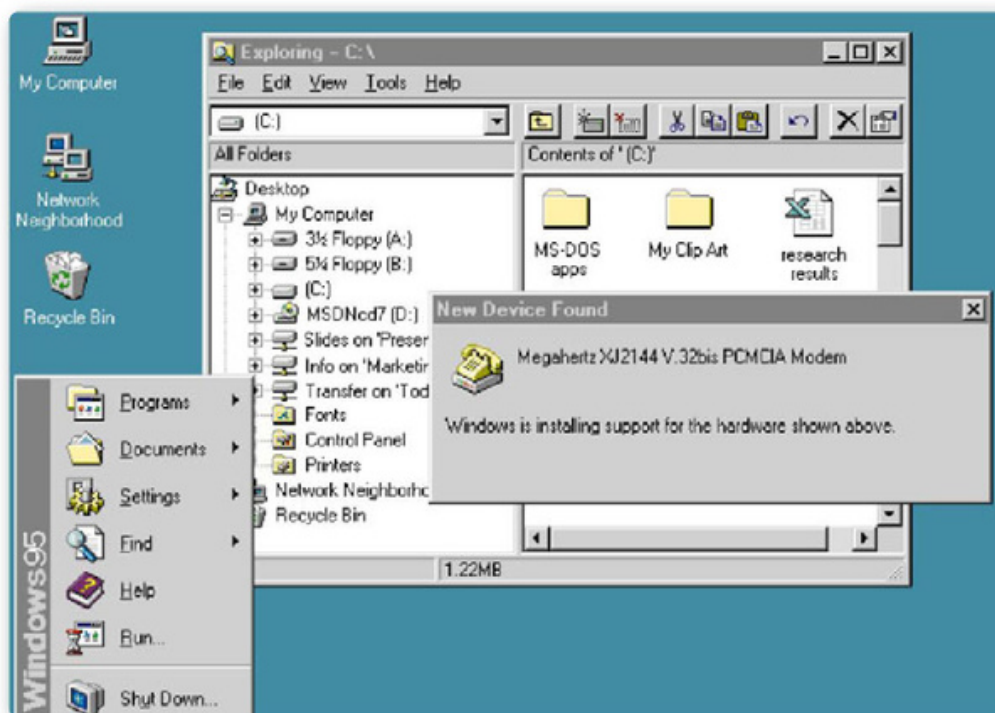 My Computer
Network
Neighborhood
Recycle Bin
Exploring - C:\
File Edit View Tools Help
(C:)
All Folders
Contents of '(C:)'
Desktop
My Computer
3½ Floppy (A:)
5¼ Floppy (B:)
(C:)
MSDNcd7 (D:)
Slides on 'Preser
Info on 'Marketir
Transfer on 'Tod
Fonts
Control Panel
Printers
Network Neighborho
Recycle Bin
MS-DOS
apps
My Clip Art
research
results
1.22MB
New Device Found
Megahertz XJ2144 V.32bis PCMCIA Modem
Windows is installing support for the hardware shown above.
Windows95
Programs
Documents
Settings
Find
Help
Run...
Shut Down...